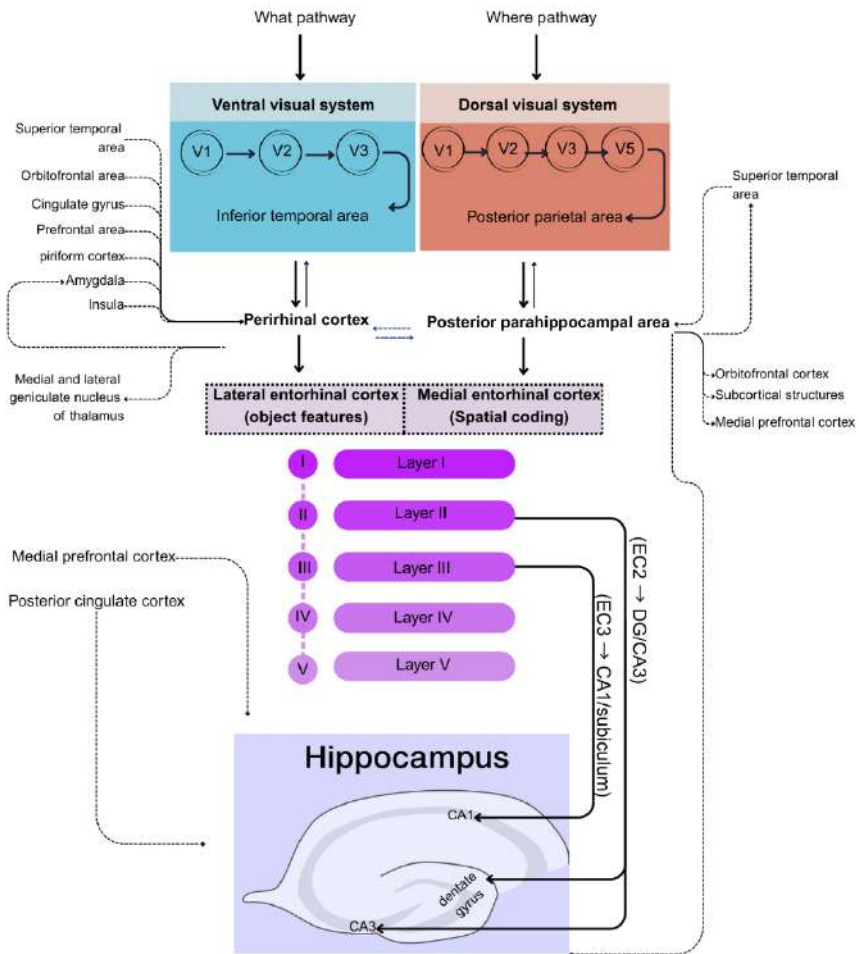 What pathway
Where pathway
Ventral visual system
Dorsal visual system
V1
V2
V3
V1
V2
V3
V5
Inferior temporal area
Posterior parietal area
Superior temporal
area
Orbitofrontal area
Cingulate gyrus
Prefrontal area
piriform cortex
Amygdala
Insula
Superior temporal
area
Perirhinal cortex
Posterior parahippocampal area
Medial and lateral
geniculate nucleus
of thalamus
Orbitofrontal cortex
Subcortical structures
Medial prefrontal cortex
Lateral entorhinal cortex
(object features)
Medial entorhinal cortex
(Spatial coding)
I
Layer I
II
Layer II
III
Layer III
IV
Layer IV
V
Layer V
(EC2 → DG/CA3)
(EC3 → CA1/subiculum)
Medial prefrontal cortex
Posterior cingulate cortex
Hippocampus
CA1
dentate
gyrus
CA3